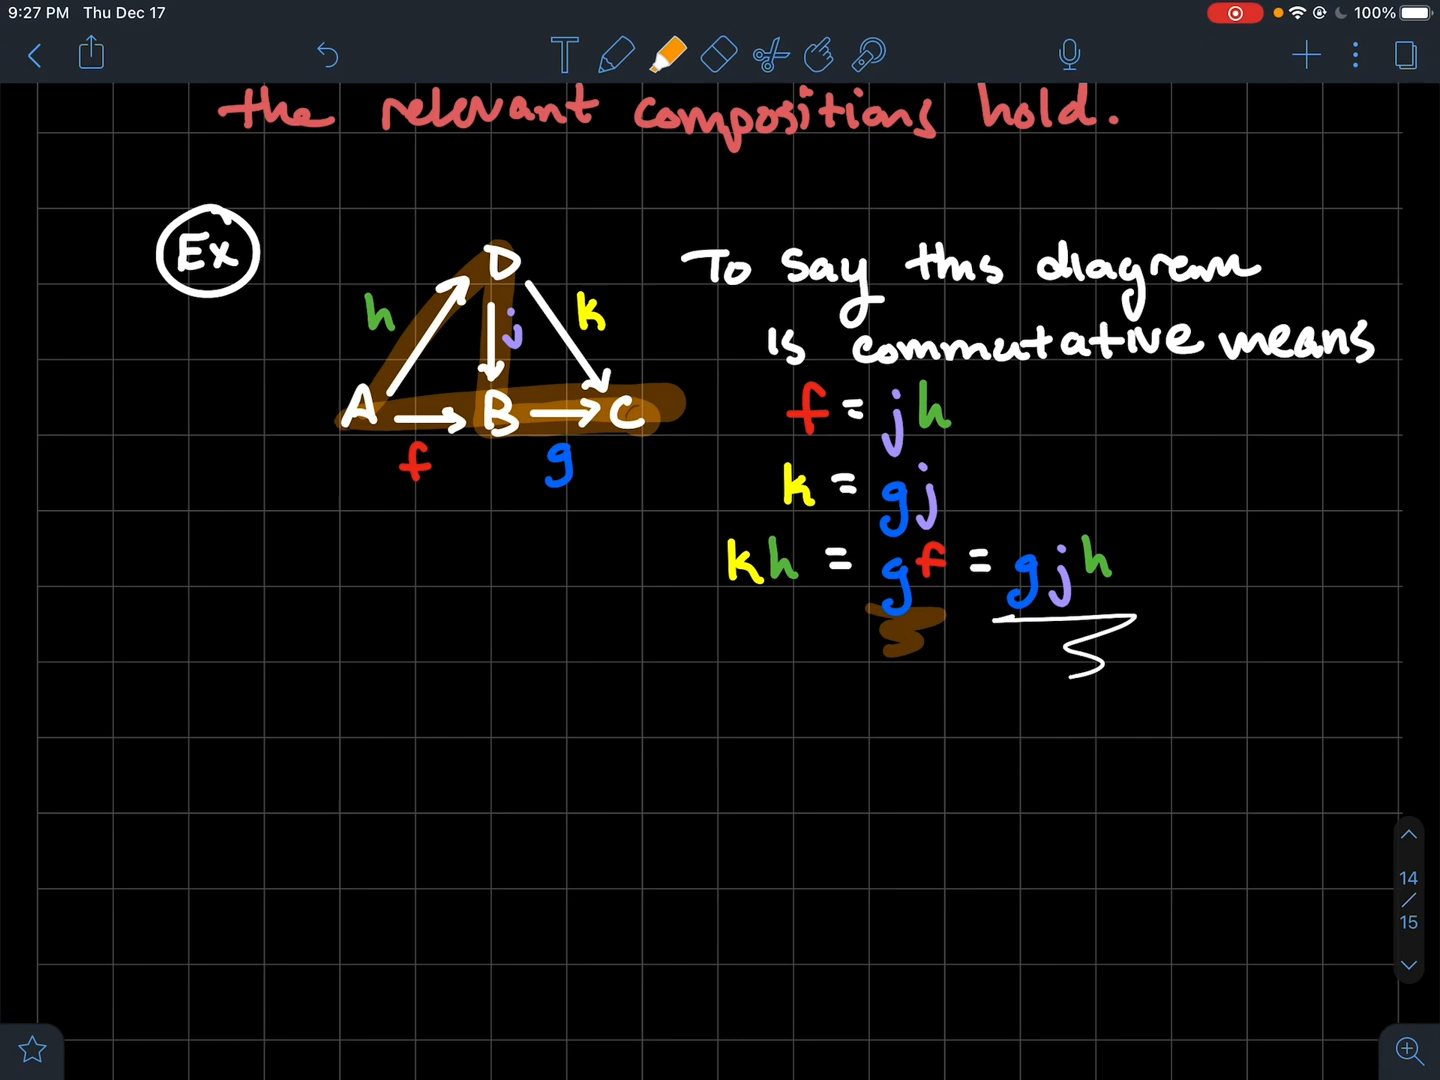 9:27 PM Thu Dec 17
100%
T
the relevant compositions hold.
Ex
D
h
j
k
A
B
C
f
g
To say this diagram
is commutative means
f = jh
k = gj
kh = gf = gjh
14
/
15